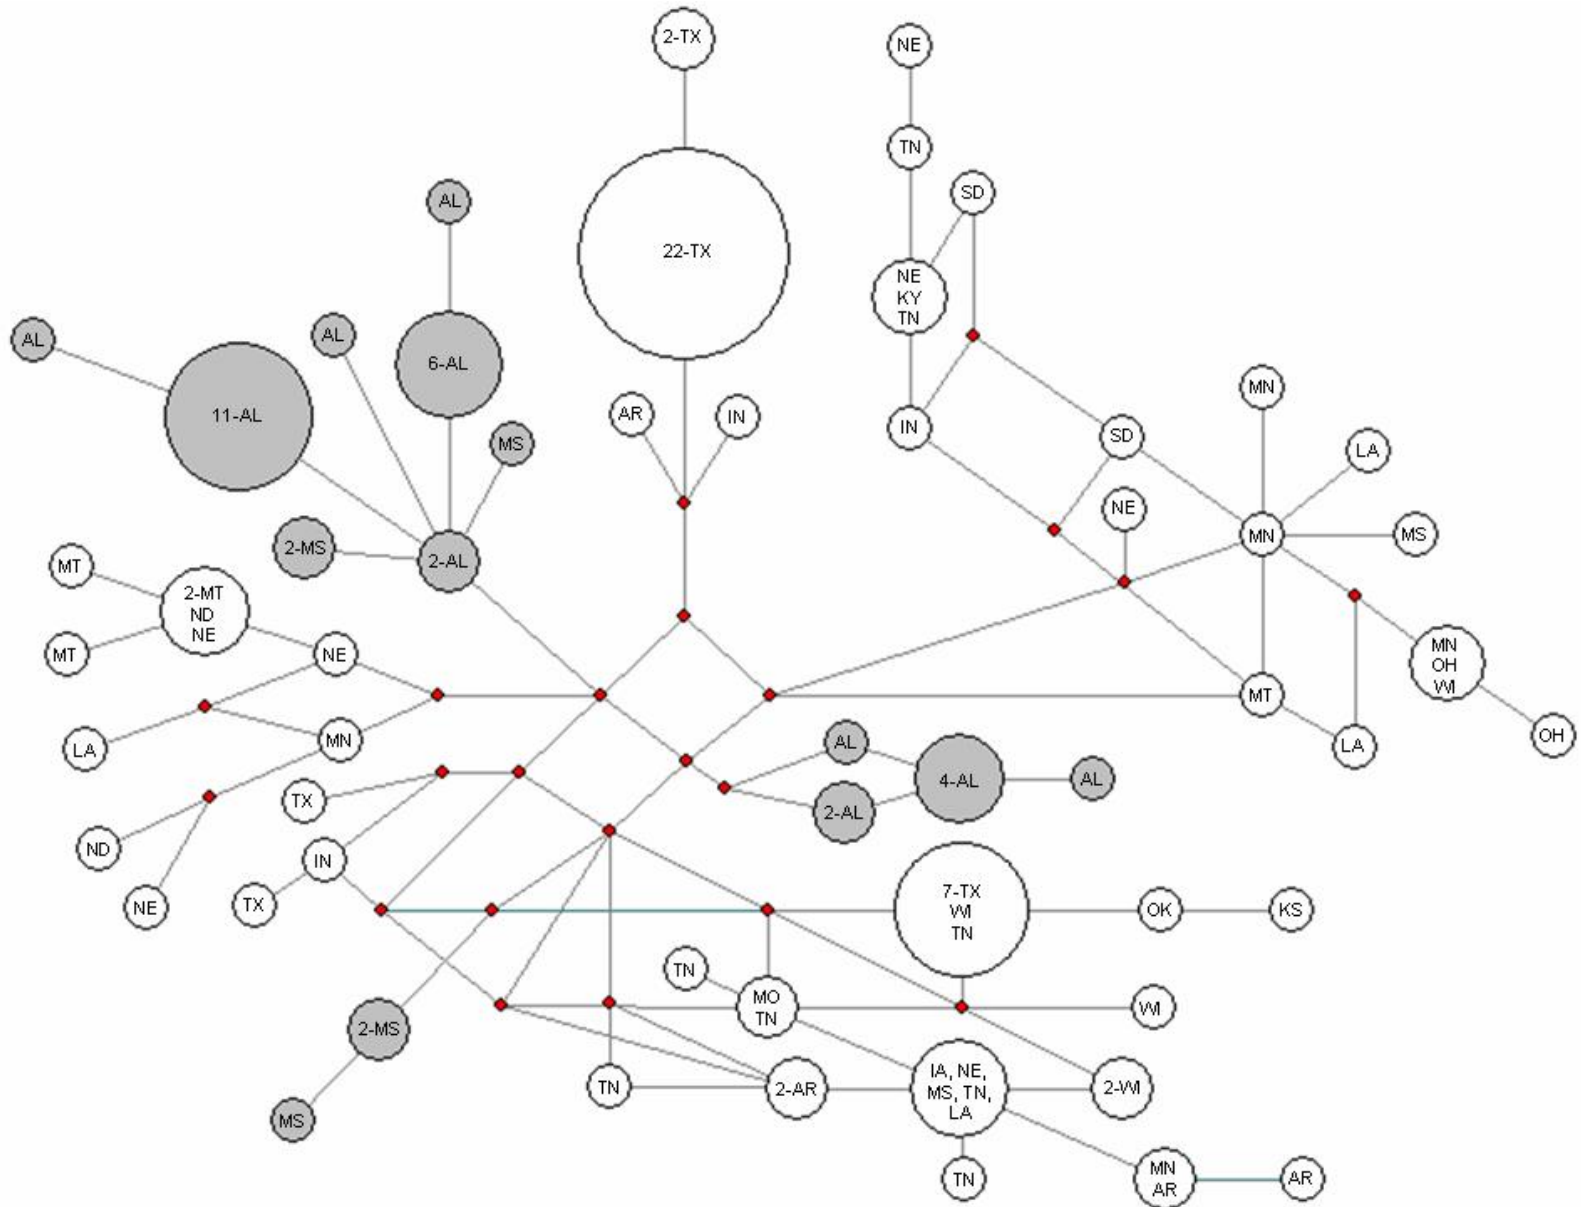 2-TX
NE
TN
SD
AL
22-TX
NE
KY
TN
AL
AL
6-AL
MN
11-AL
AR
IN
IN
SD
MS
LA
NE
2-MS
2-AL
MN
MS
MT
2-MT
ND
NE
MT
NE
MN
OH
WI
MT
LA
MN
AL
LA
OH
4-AL
AL
TX
2-AL
ND
IN
NE
TX
7-TX
WI
TN
OK
KS
TN
MO
TN
WI
2-MS
TN
2-AR
IA, NE,
MS, TN,
LA
2-WI
MS
TN
MN
AR
AR